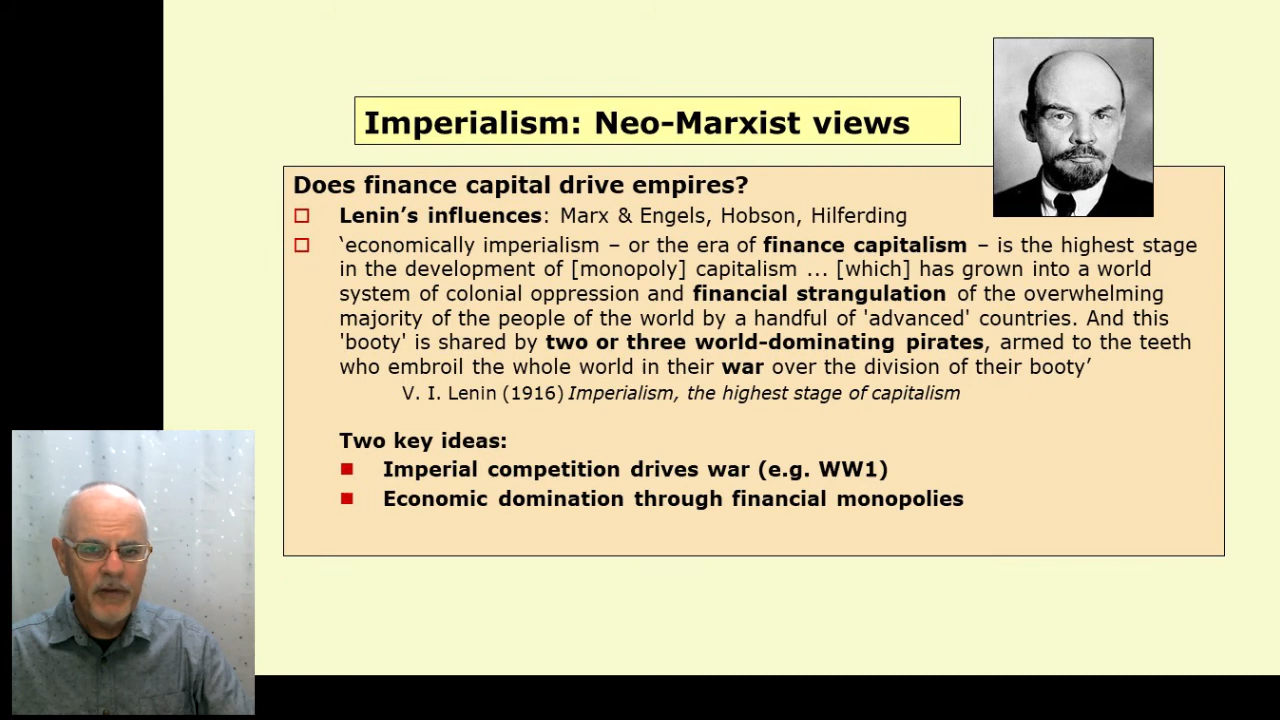 Imperialism: Neo-Marxist views
Does finance capital drive empires?
Lenin’s influences: Marx & Engels, Hobson, Hilferding
‘economically imperialism – or the era of finance capitalism – is the highest stage
in the development of [monopoly] capitalism ... [which] has grown into a world
system of colonial oppression and financial strangulation of the overwhelming
majority of the people of the world by a handful of 'advanced' countries. And this
'booty' is shared by two or three world-dominating pirates, armed to the teeth
who embroil the whole world in their war over the division of their booty’
V. I. Lenin (1916) Imperialism, the highest stage of capitalism
Two key ideas:
Imperial competition drives war (e.g. WW1)
Economic domination through financial monopolies